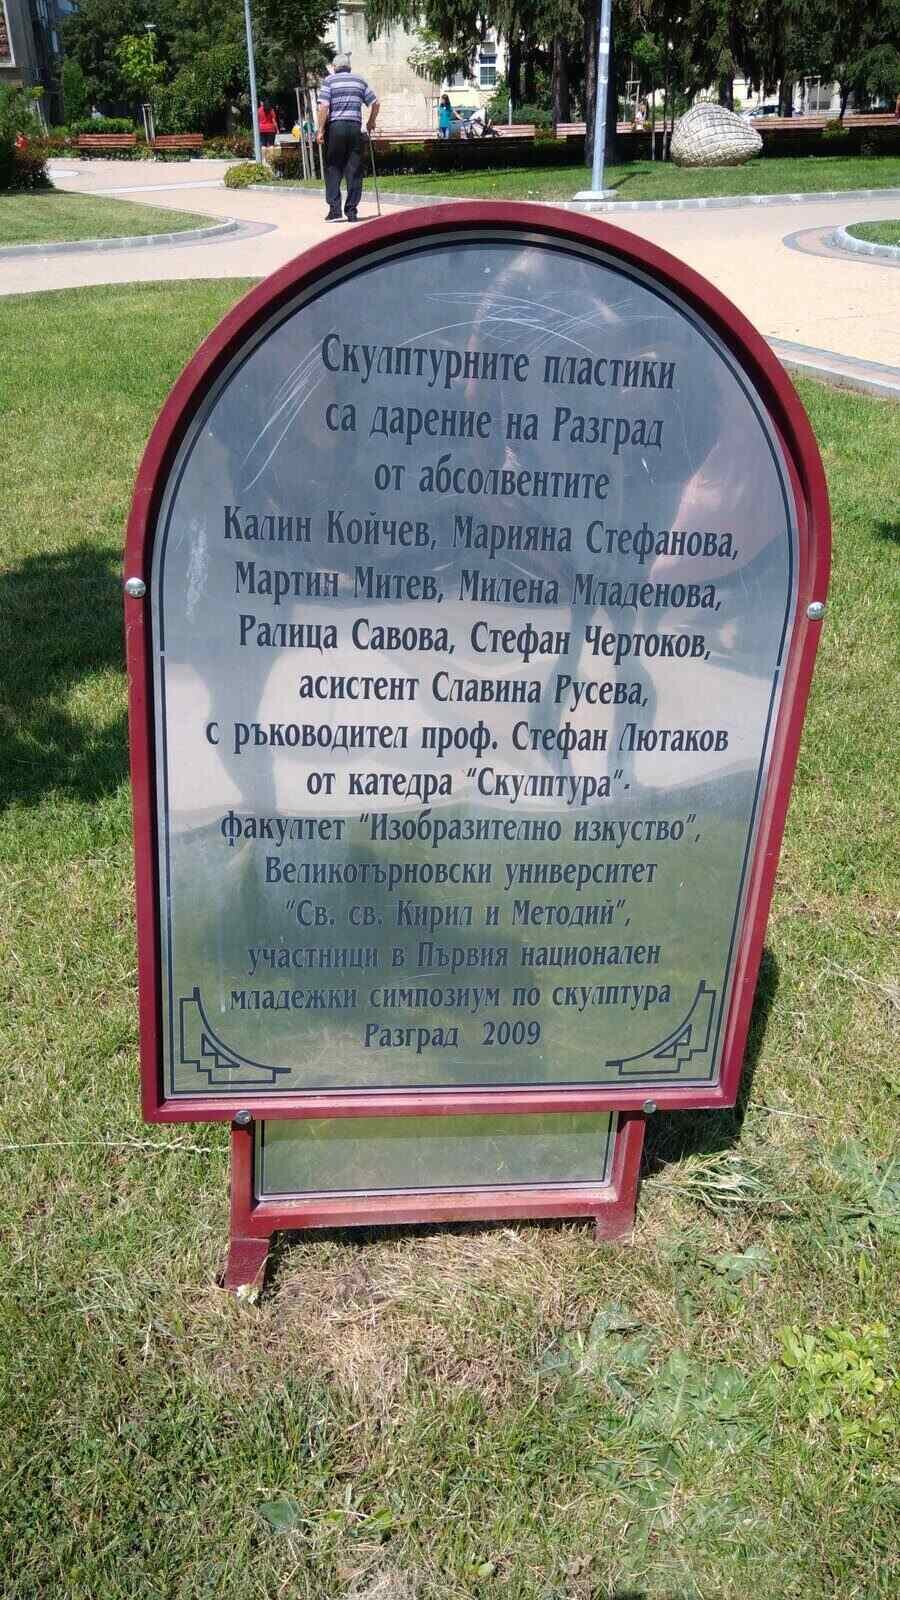 Скулптурните пластики
са дарение на Разград
от абсолвентите
Калин Койчев, Марияна Стефанова,
Мартин Митев, Милена Младенова,
Ралица Савова, Стефан Чертоков,
асистент Славина Русева,
с ръководител проф. Стефан Лютаков
от катедра "Скулптура"-
факултет "Изобразително изкуство",
Великотърновски университет
"Св. св. Кирил и Методий",
участници в Първия национален
младежки симпозиум по скулптура
Разград 2009